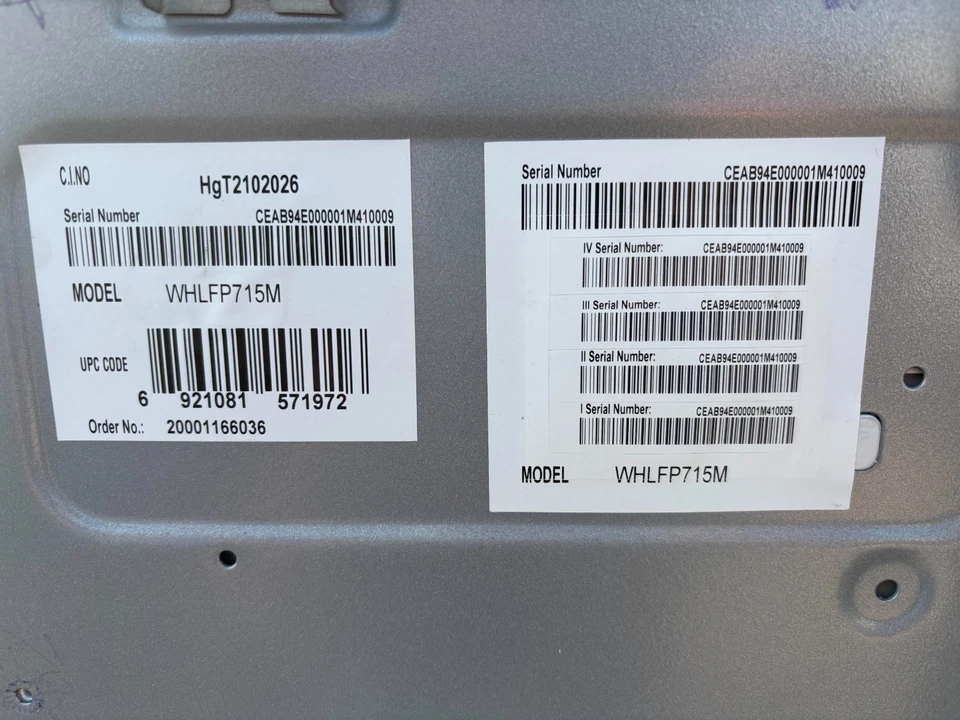 C.I.NO HgT2102026
Serial Number CEAB94E000001M410009
MODEL WHLFP715M
UPC CODE
6 921081 571972
Order No.: 20001166036
Serial Number CEAB94E000001M410009
IV Serial Number: CEAB94E000001M410009
III Serial Number: CEAB94E000001M410009
II Serial Number: CEAB94E000001M410009
I Serial Number: CEAB94E000001M410009
MODEL WHLFP715M